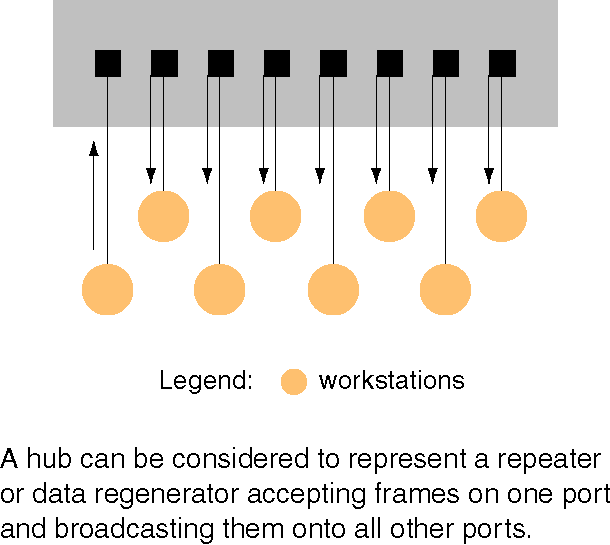 Legend: workstations
A hub can be considered to represent a repeater
or data regenerator accepting frames on one port
and broadcasting them onto all other ports.